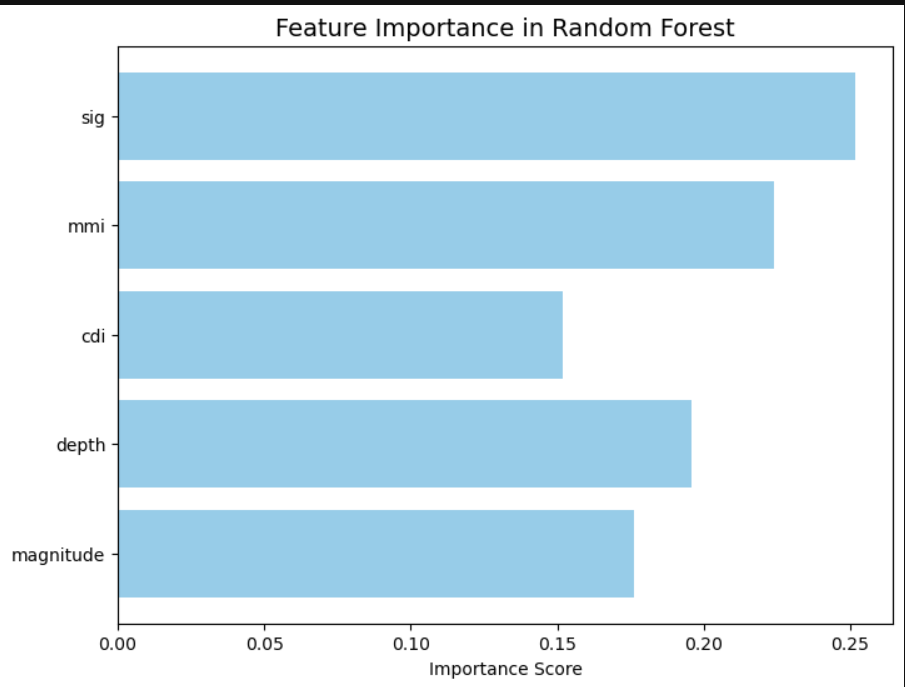 Feature Importance in Random Forest
sig
mmi
cdi
depth
magnitude
0.00 0.05 0.10 0.15 0.20 0.25
Importance Score